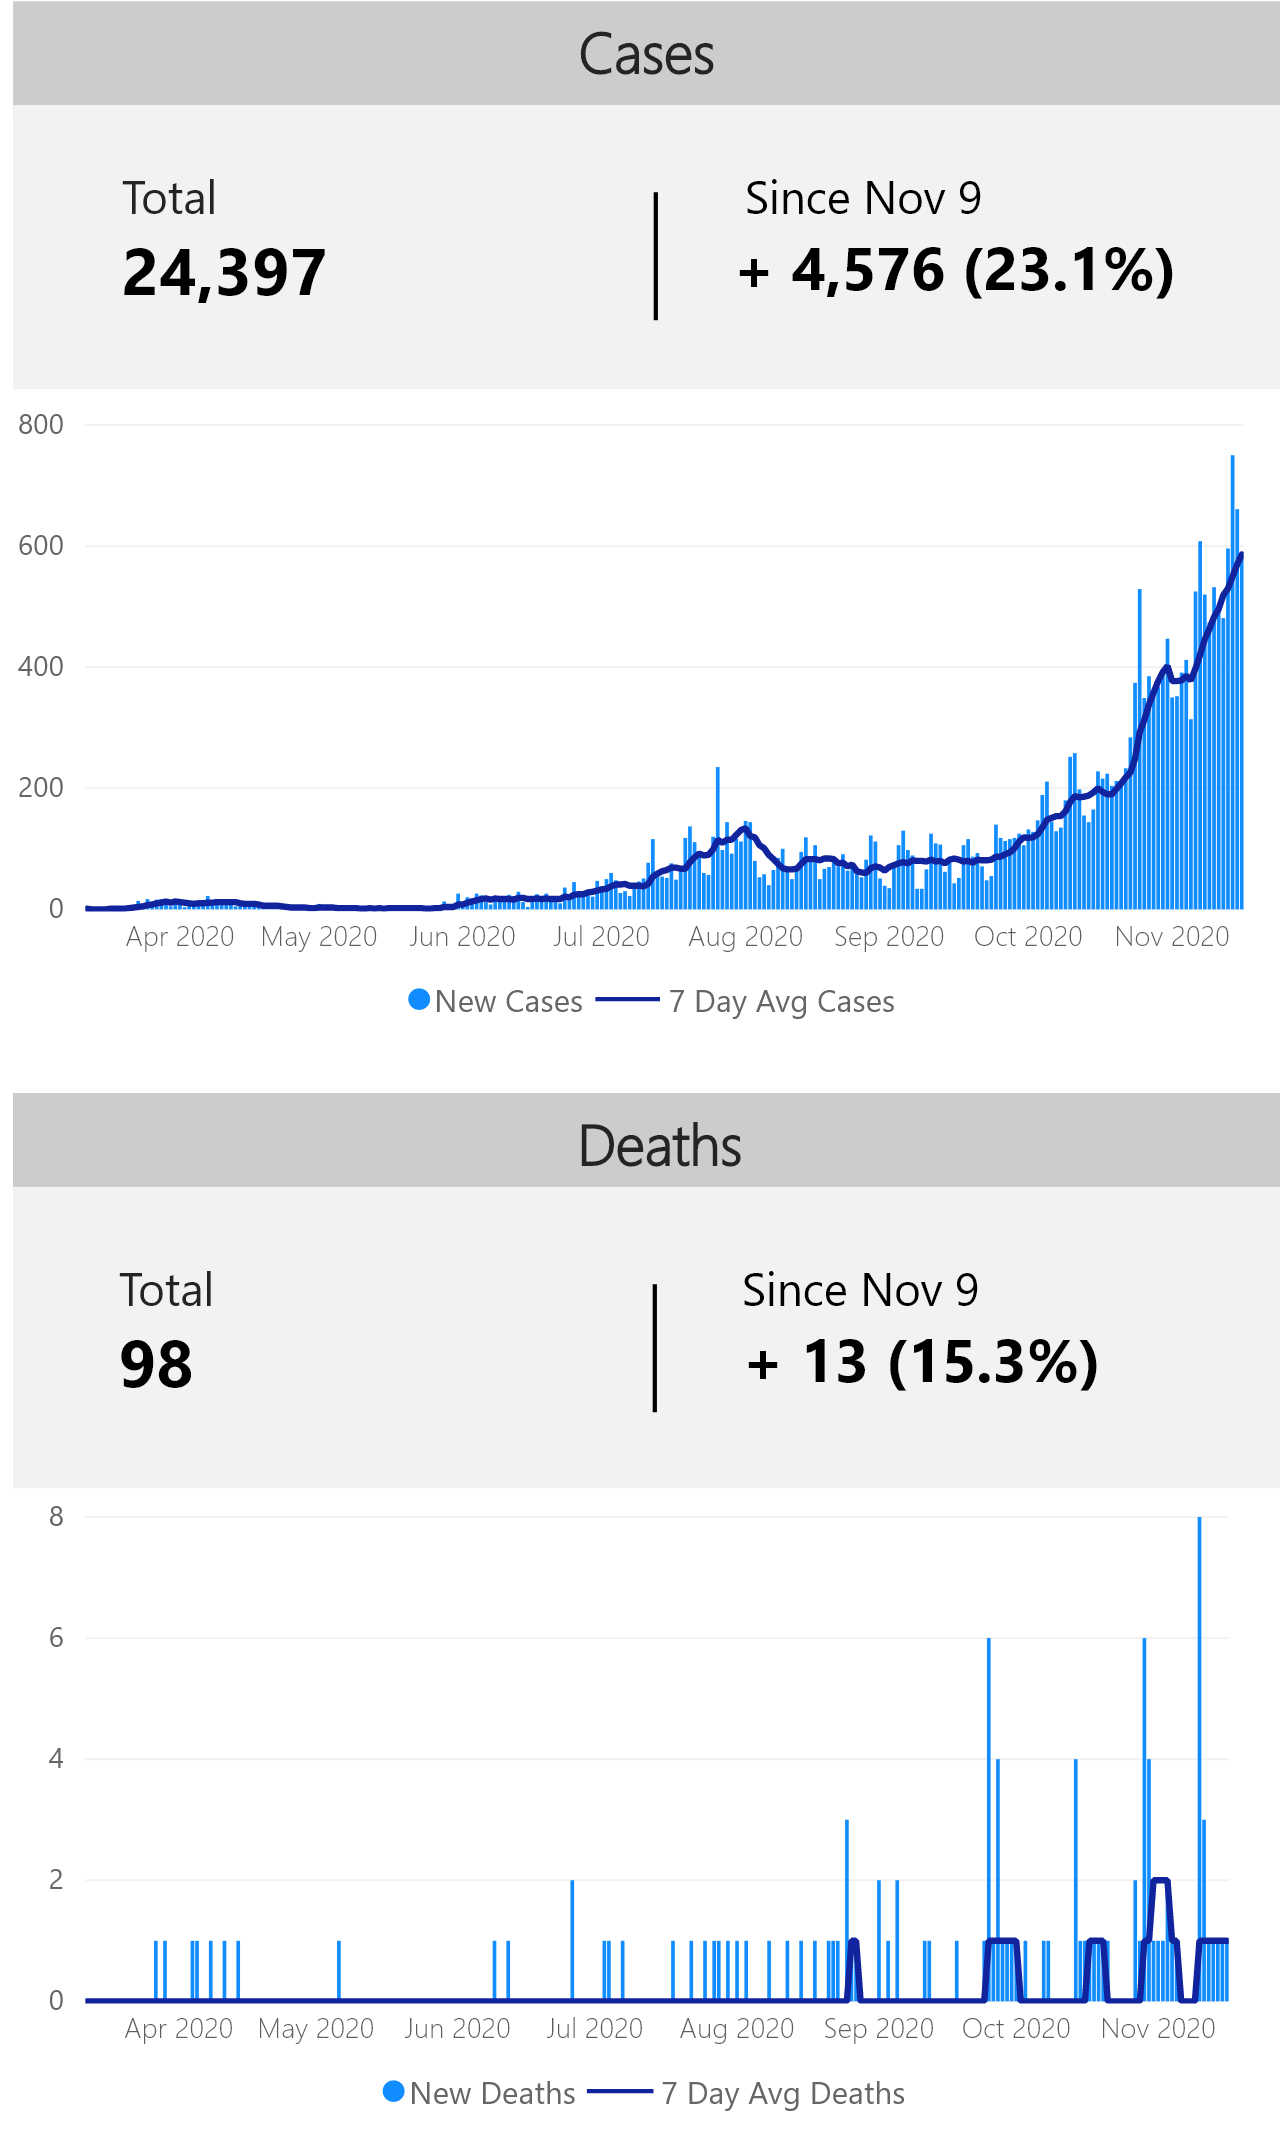 Cases
Total
Since Nov 9
24,397
+ 4,576 (23.1%)
800
600
400
200
0
Apr 2020 May 2020 Jun 2020 Jul 2020 Aug 2020 Sep 2020 Oct 2020 Nov 2020
New Cases 7 Day Avg Cases
Deaths
Total
Since Nov 9
98
+ 13 (15.3%)
8
6
4
2
0
Apr 2020 May 2020 Jun 2020 Jul 2020 Aug 2020 Sep 2020 Oct 2020 Nov 2020
New Deaths 7 Day Avg Deaths